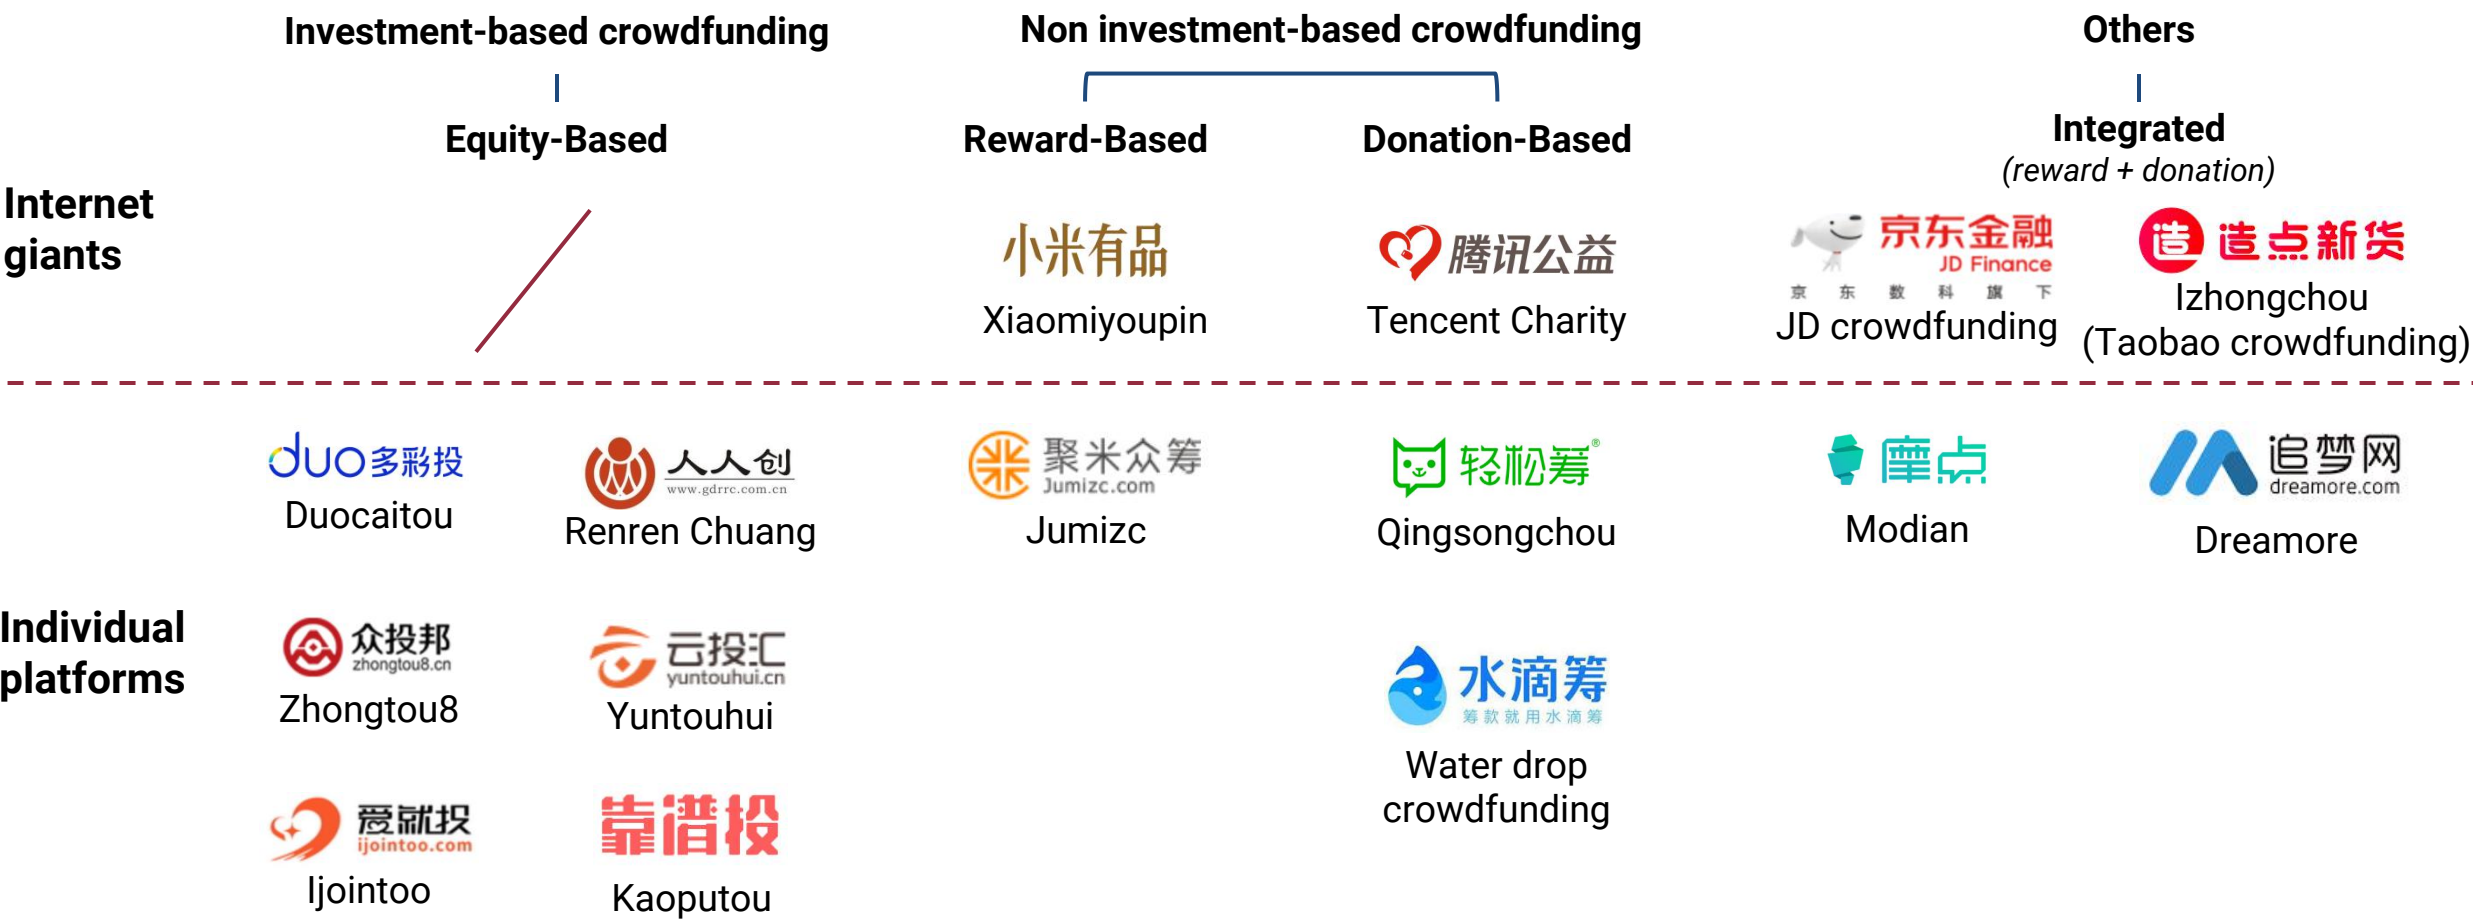 Investment-based crowdfunding
Non investment-based crowdfunding
Others
Equity-Based
Reward-Based
Donation-Based
Integrated
(reward + donation)
Internet
giants
小米有品
Xiaomiyoupin
腾讯公益
Tencent Charity
京东金融
JD Finance
京东数科旗下
JD crowdfunding
造 造点新货
Izhongchou
(Taobao crowdfunding)
Individual
platforms
duo多彩投
Duocaitou
人人创
www.gdrrc.com.cn
Renren Chuang
聚米众筹
Jumizc.com
Jumizc
轻松筹®
Qingsongchou
摩点
Modian
追梦网
dreamore.com
Dreamore
众投邦
zhongtou8.cn
Zhongtou8
云投汇
yuntouhui.cn
Yuntouhui
水滴筹
筹款就用水滴筹
Water drop
crowdfunding
爱就投
ijointoo.com
Ijointoo
靠谱投
Kaoputou